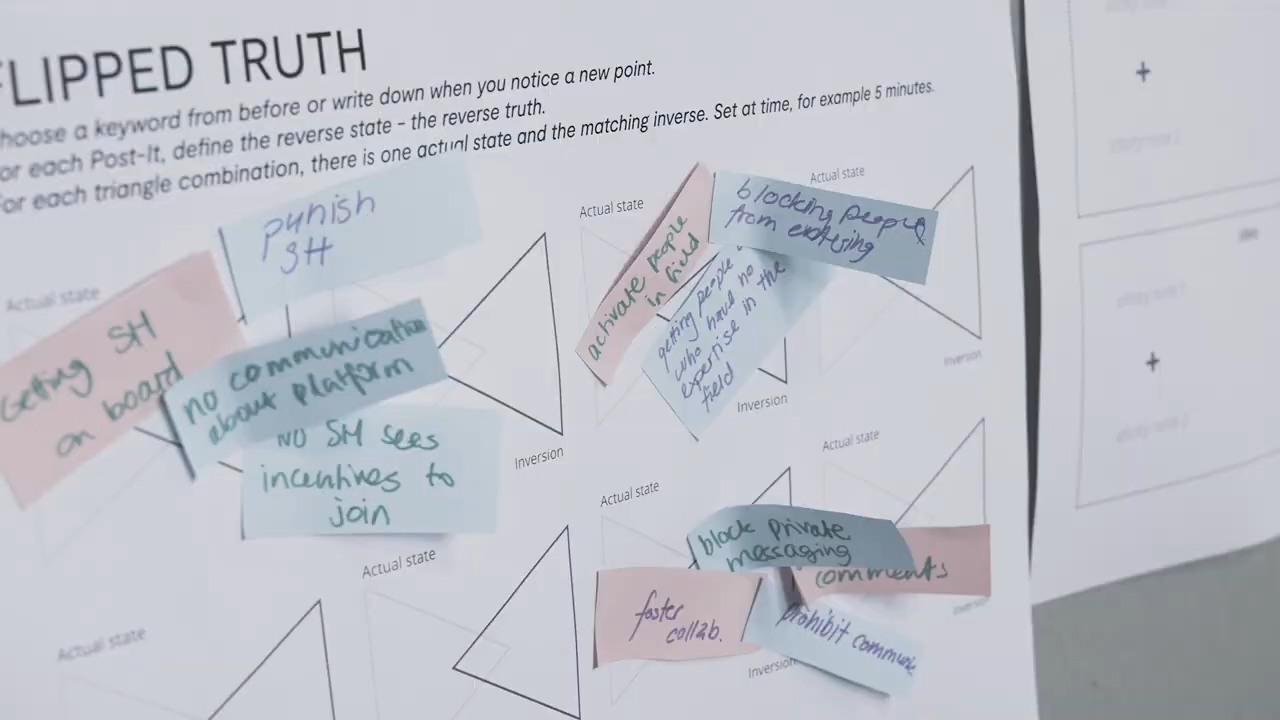 FLIPPED TRUTH
hoose a keyword from before or write down when you notice a new point.
or each Post-It, define the reverse state - the reverse truth.
or each triangle combination, there is one actual state and the matching inverse. Set at time, for example 5 minutes.
punish
SH
Actual state
getting SH
on board
no communication
about platform
NO SH sees
incentives to
join
Inversion
Actual state
activate people
in field
getting people
who have no
expertise in the
field
Inversion
Actual state
blocking people
from entering
Inversion
Actual state
Actual state
Actual state
block private
messaging
faster
collab.
Inversion
Actual state
comments
prohibit communic
Inversion